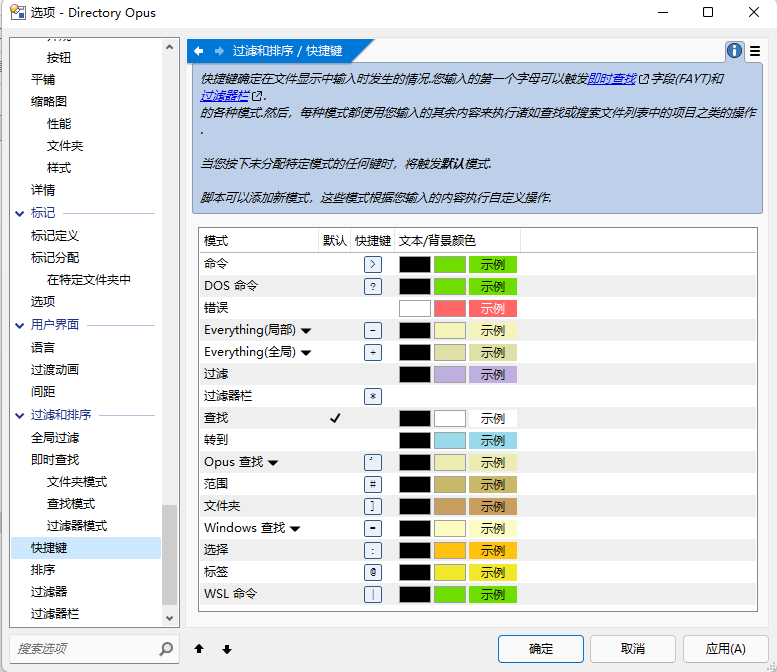 选项 - Directory Opus
按钮
平铺
缩略图
性能
文件夹
样式
详情
标记
标记定义
标记分配
在特定文件夹中
选项
用户界面
语言
过渡动画
间距
过滤和排序
全局过滤
即时查找
文件夹模式
查找模式
过滤器模式
快捷键
排序
过滤器
过滤器栏
搜索选项
过滤和排序 / 快捷键
快捷键确定在文件显示中输入时发生的情况.您输入的第一个字母可以触发即时查找 字段(FAYT)和
过滤器栏 .
的各种模式.然后，每种模式都使用您输入的其余内容来执行诸如查找或搜索文件列表中的项目之类的操作
.
当您按下未分配特定模式的任何键时，将触发默认模式.
脚本可以添加新模式，这些模式根据您输入的内容执行自定义操作.
模式 默认 快捷键 文本/背景颜色
命令 > 示例
DOS 命令 ? 示例
错误 示例
Everything(局部) - 示例
Everything(全局) + 示例
过滤 示例
过滤器栏 *
查找 ✓ 示例
转到 示例
Opus 查找 ' 示例
范围 # 示例
文件夹 ] 示例
Windows 查找 = 示例
选择 : 示例
标签 @ 示例
WSL 命令 | 示例
确定 取消 应用(A)